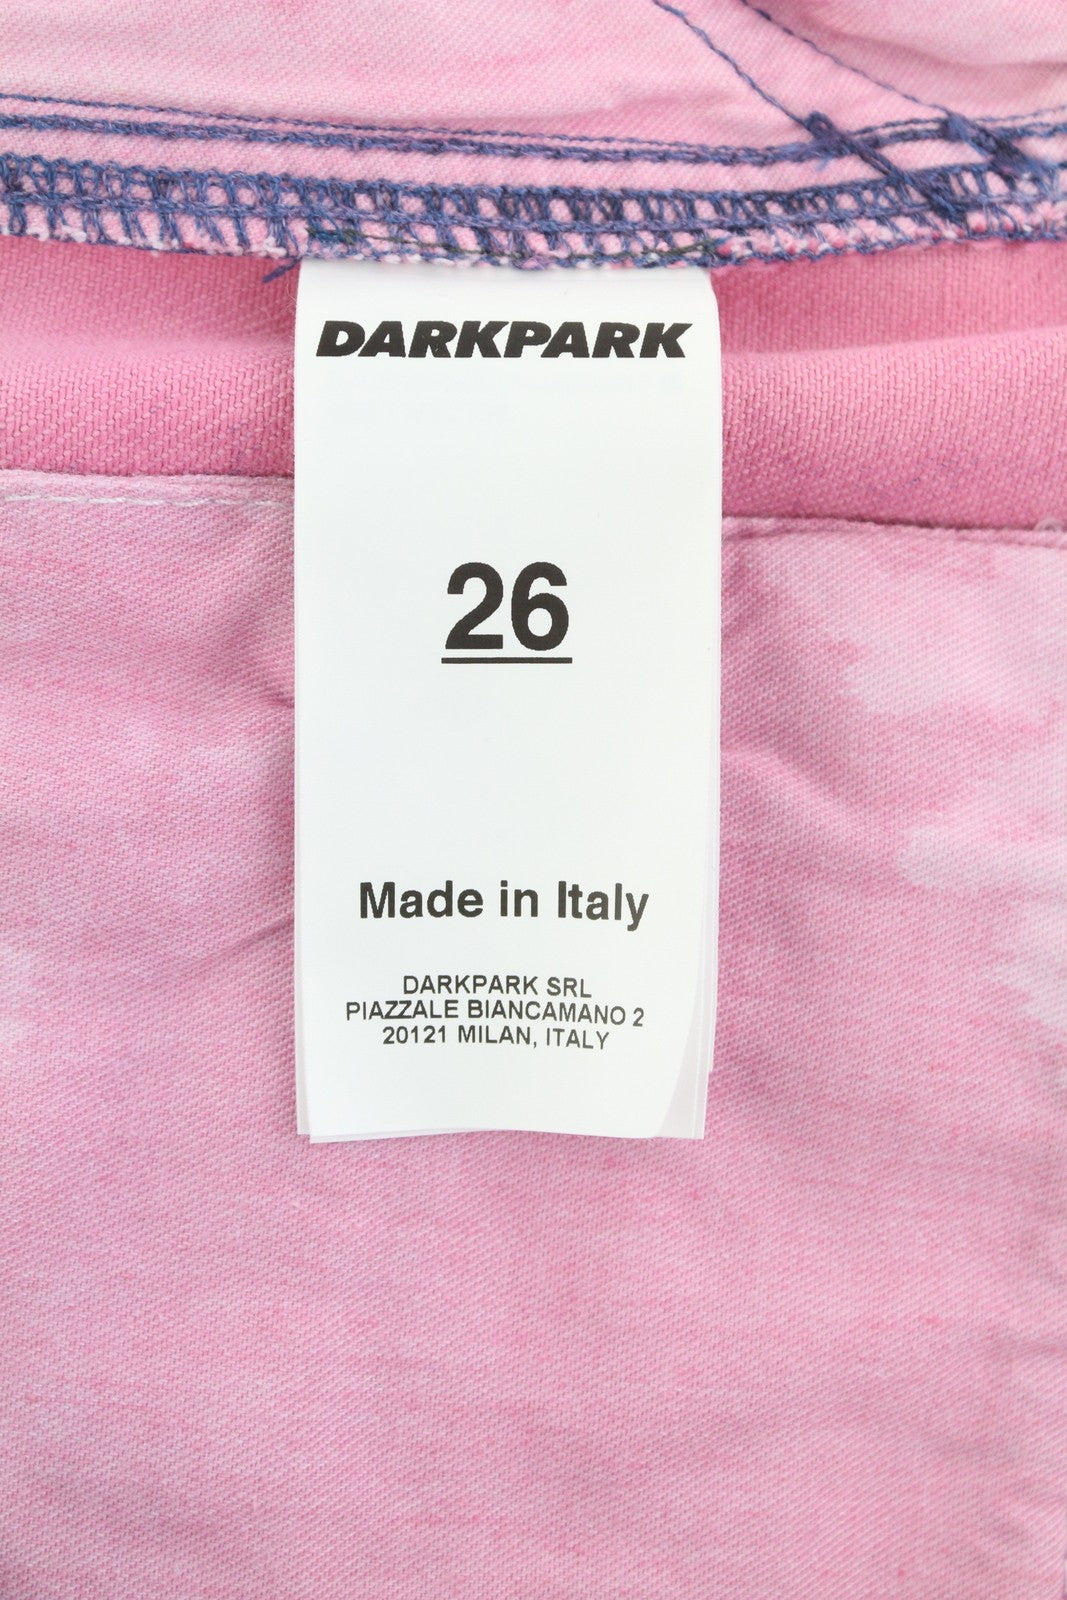 DARKPARK
26
Made in Italy
DARKPARK SRL
PIAZZALE BIANCAMANO 2
20121 MILAN, ITALY